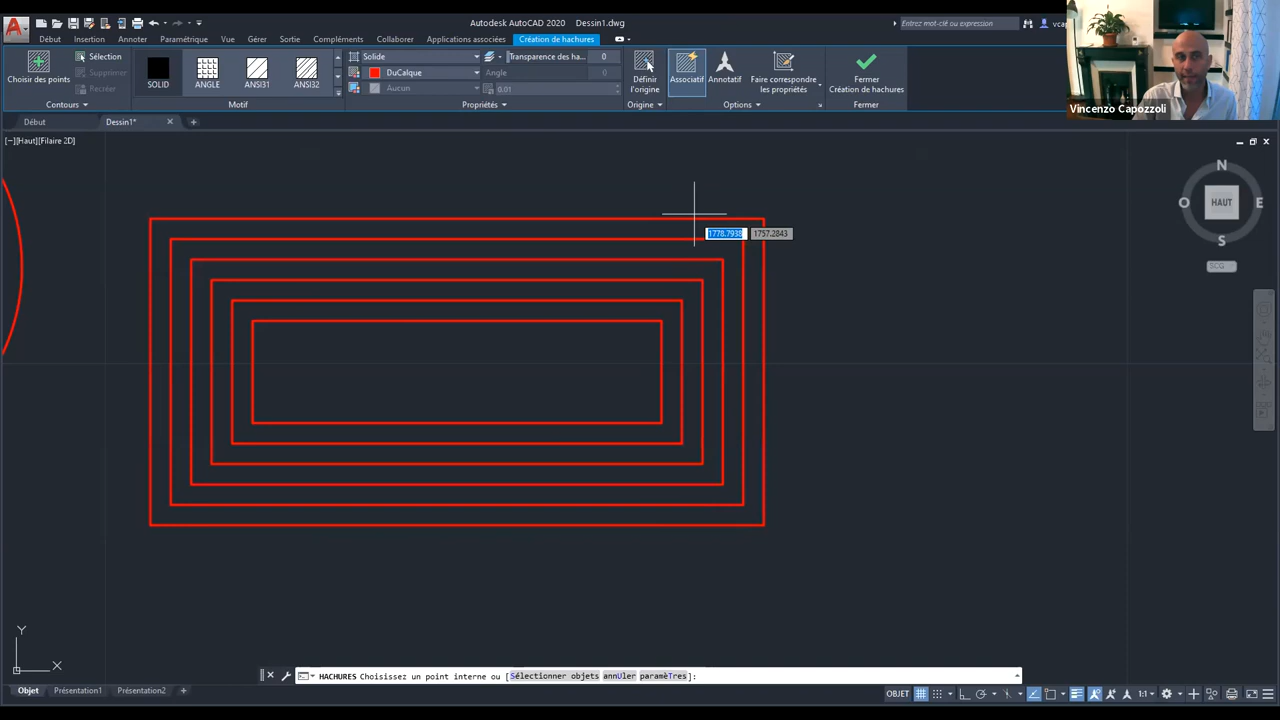 Autodesk AutoCAD 2020 Dessin1.dwg
Entrez mot-clé ou expression
vcap
Début Insertion Annoter Paramétrique Vue Gérer Sortie Compléments Collaborer Applications associées Création de hachures
Choisir des points
Sélection
Supprimer
Recréer
Contours
SOLID
ANGLE
ANSI31
ANSI32
Motif
Solide
DuCalque
Aucun
Transparence des ha... 0
Angle 0
0.01
Propriétés
Définir
l'origine
Origine
Associatif
Annotatif
Faire correspondre
les propriétés
Options
Fermer
Création de hachures
Fermer
Vincenzo Capozzoli
Début Dessin1*
[−][Haut][Filaire 2D]
N
O HAUT E
S
SCG
1778.7938 1757.2843
Y
X
HACHURES Choisissez un point interne ou [Sélectionner objets annUler paramèTres]:
Objet Présentation1 Présentation2
OBJET
1:1